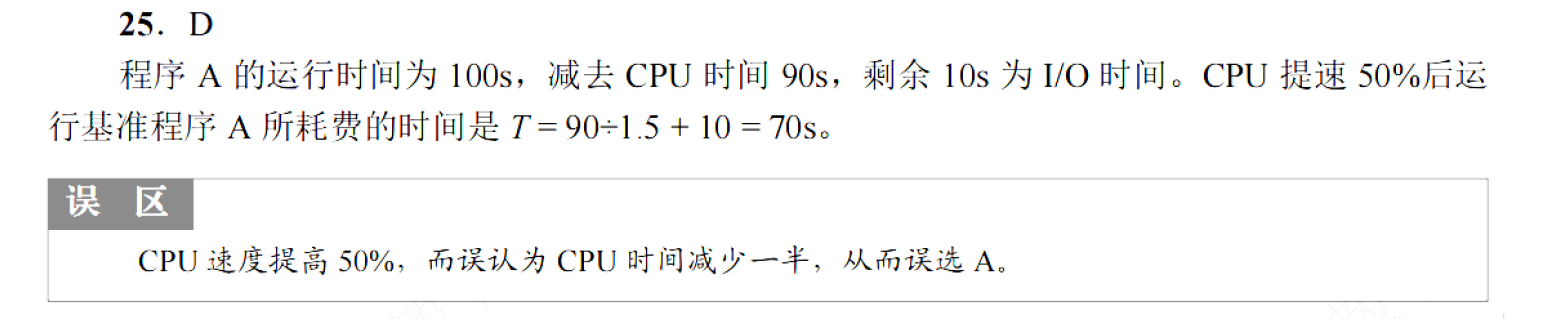 25．D
程序 A 的运行时间为 100s，减去 CPU 时间 90s，剩余 10s 为 I/O 时间。CPU 提速 50%后运
行基准程序 A 所耗费的时间是 T = 90÷1.5 + 10 = 70s。
误 区
CPU 速度提高 50%，而误认为 CPU 时间减少一半，从而误选 A。